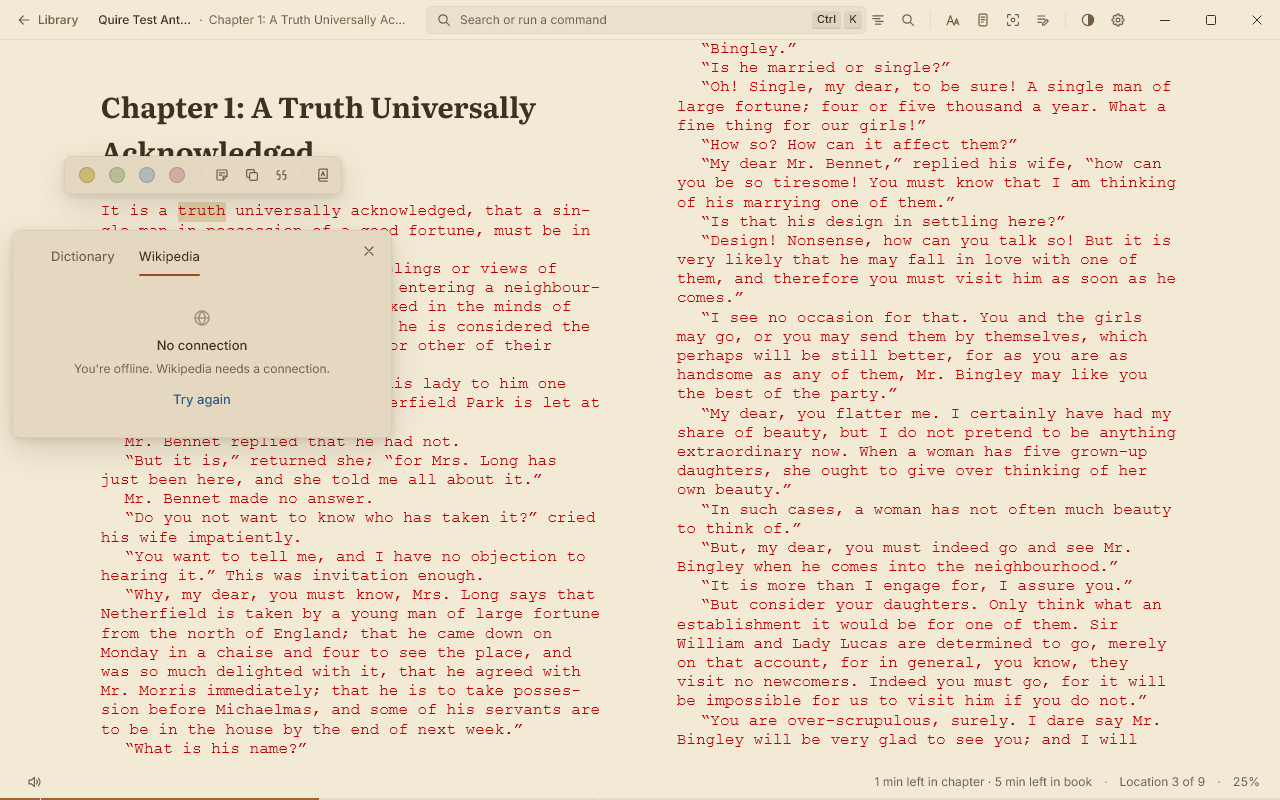 Library
Quire Test Ant... · Chapter 1: A Truth Universally Ac...
Search or run a command
Ctrl K
Chapter 1: A Truth Universally
Acknowledged
It is a truth universally acknowledged, that a sin-
gle man in possession of a good fortune, must be in
Dictionary
Wikipedia
No connection
You're offline. Wikipedia needs a connection.
Try again
lings or views of
entering a neighbour-
xed in the minds of
he is considered the
or other of their
is lady to him one
erfield Park is let at
Mr. Bennet replied that he had not.
“But it is,” returned she; “for Mrs. Long has
just been here, and she told me all about it.”
Mr. Bennet made no answer.
“Do you not want to know who has taken it?” cried
his wife impatiently.
“You want to tell me, and I have no objection to
hearing it.” This was invitation enough.
“Why, my dear, you must know, Mrs. Long says that
Netherfield is taken by a young man of large fortune
from the north of England; that he came down on
Monday in a chaise and four to see the place, and
was so much delighted with it, that he agreed with
Mr. Morris immediately; that he is to take posses-
sion before Michaelmas, and some of his servants are
to be in the house by the end of next week.”
“What is his name?”
“Bingley.”
“Is he married or single?”
“Oh! Single, my dear, to be sure! A single man of
large fortune; four or five thousand a year. What a
fine thing for our girls!”
“How so? How can it affect them?”
“My dear Mr. Bennet,” replied his wife, “how can
you be so tiresome! You must know that I am thinking
of his marrying one of them.”
“Is that his design in settling here?”
“Design! Nonsense, how can you talk so! But it is
very likely that he may fall in love with one of
them, and therefore you must visit him as soon as he
comes.”
“I see no occasion for that. You and the girls
may go, or you may send them by themselves, which
perhaps will be still better, for as you are as
handsome as any of them, Mr. Bingley may like you
the best of the party.”
“My dear, you flatter me. I certainly have had my
share of beauty, but I do not pretend to be anything
extraordinary now. When a woman has five grown-up
daughters, she ought to give over thinking of her
own beauty.”
“In such cases, a woman has not often much beauty
to think of.”
“But, my dear, you must indeed go and see Mr.
Bingley when he comes into the neighbourhood.”
“It is more than I engage for, I assure you.”
“But consider your daughters. Only think what an
establishment it would be for one of them. Sir
William and Lady Lucas are determined to go, merely
on that account, for in general, you know, they
visit no newcomers. Indeed you must go, for it will
be impossible for us to visit him if you do not.”
“You are over-scrupulous, surely. I dare say Mr.
Bingley will be very glad to see you; and I will
1 min left in chapter · 5 min left in book · Location 3 of 9 · 25%